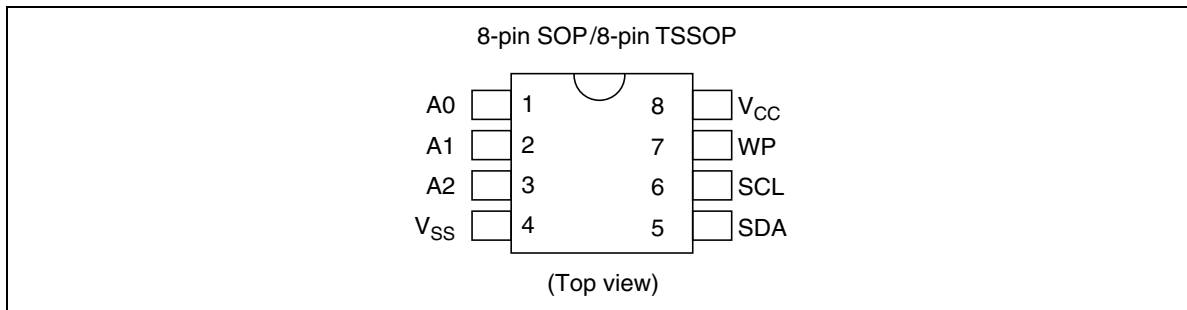 8-pin SOP/8-pin TSSOP
A0 1 8 VCC
A1 2 7 WP
A2 3 6 SCL
VSS 4 5 SDA
(Top view)